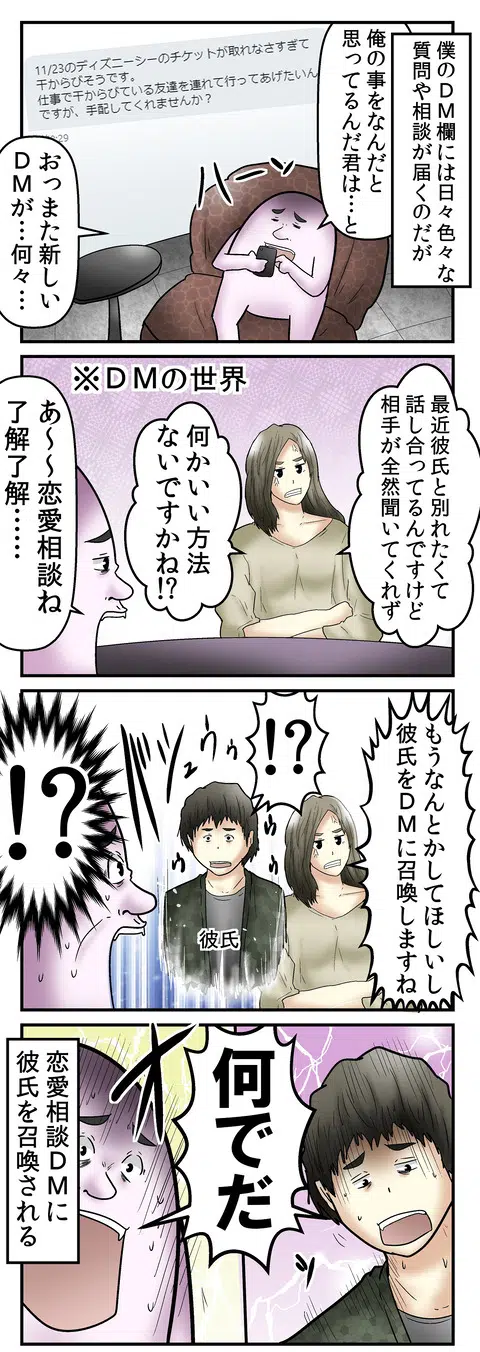 僕のDM欄には日々色々な
質問や相談が届くのだが
11/23のディズニーシーのチケットが取れなさすぎて
干からびそうです。
仕事で干からびている友達を連れて行ってあげたいん
ですが、手配してくれませんか？
俺の事をなんだと
思ってるんだ君は…と
ハーーン
おっまた新しい
DMが…何々…
※DMの世界
最近彼氏と別れたくて
話し合ってるんですけど
相手が全然聞いてくれず
何かいい方法
ないですかね!?
あ〜〜恋愛相談ね
了解了解……
もうなんとかしてほしいし
彼氏をDMに召喚しますね
!?
彼氏
!?
何でだ
恋愛相談DMに
彼氏を召喚される